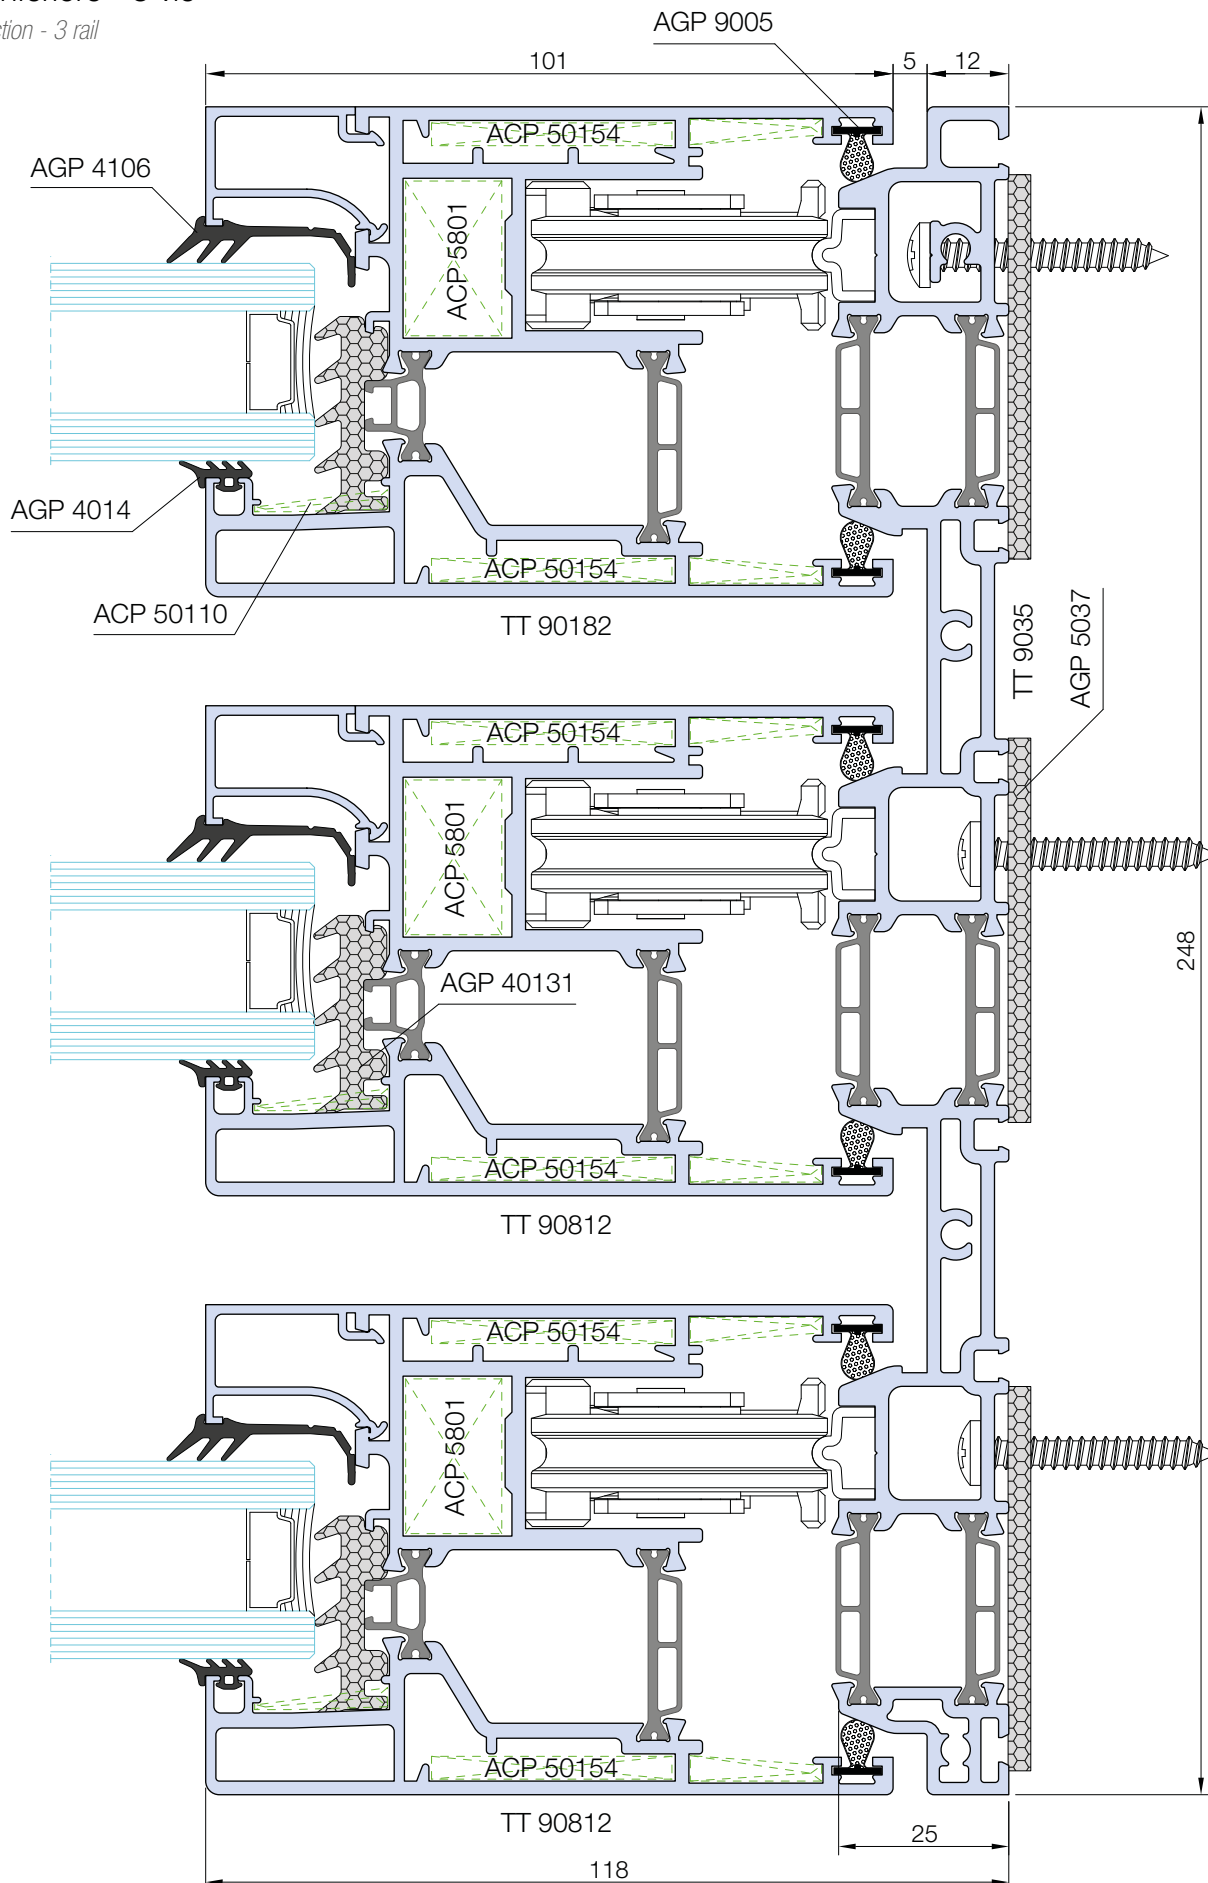 ction - 3 rail
AGP 9005
101
5
12
ACP 50154
AGP 4106
ACP 5801
AGP 4014
ACP 50154
ACP 50110
TT 90182
TT 9035
AGP 5037
ACP 50154
ACP 5801
248
AGP 40131
ACP 50154
TT 90812
ACP 50154
ACP 5801
ACP 50154
TT 90812
25
118